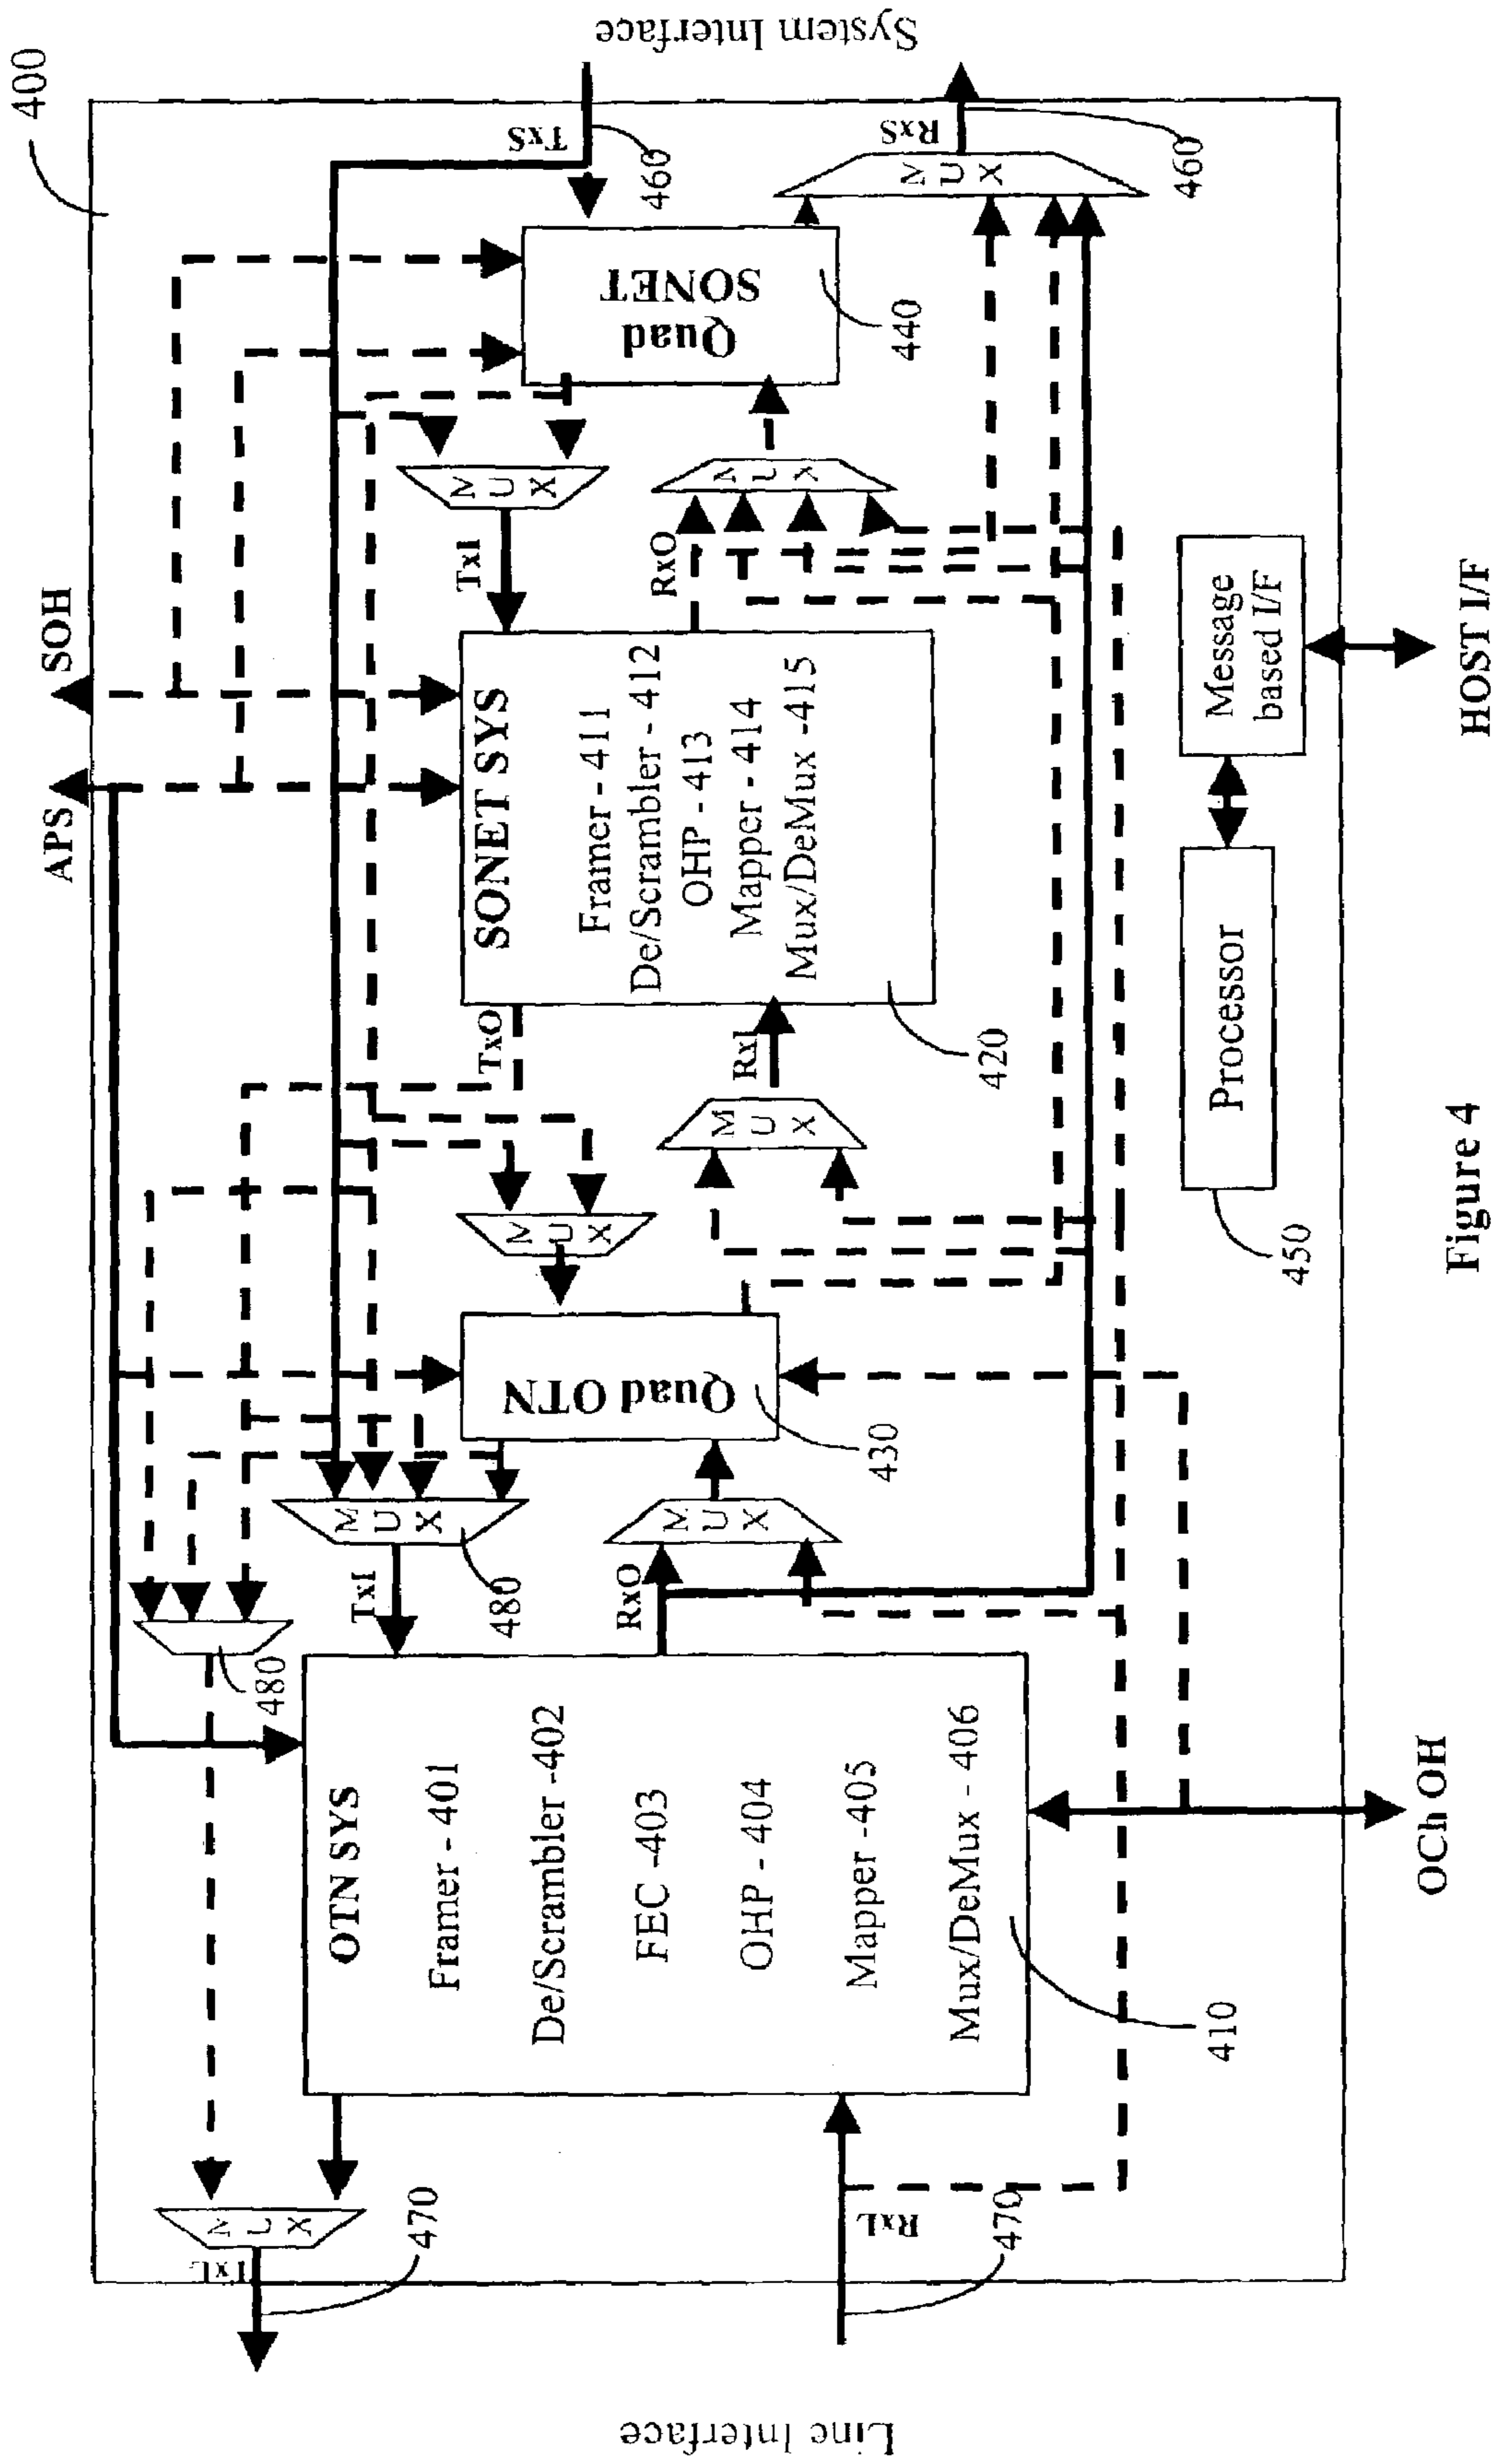 400
APS
SOH
Line Interface
System Interface
TxL
470
MUX
480
OTN SYS
Framer - 401
De/Scrambler -402
FEC -403
OHP - 404
Mapper -405
Mux/DeMux - 406
410
RxL
470
TxI
MUX
480
RxO
MUX
Quad OTN
430
MUX
TxO
RxI
MUX
SONET SYS
Framer - 411
De/Scrambler - 412
OHP - 413
Mapper - 414
Mux/DeMux -415
420
TxI
MUX
RxO
MUX
Quad
SONET
440
TxS
460
RxS
MUX
460
Processor
450
Message
based I/F
OCh OH
HOST I/F
Figure 4